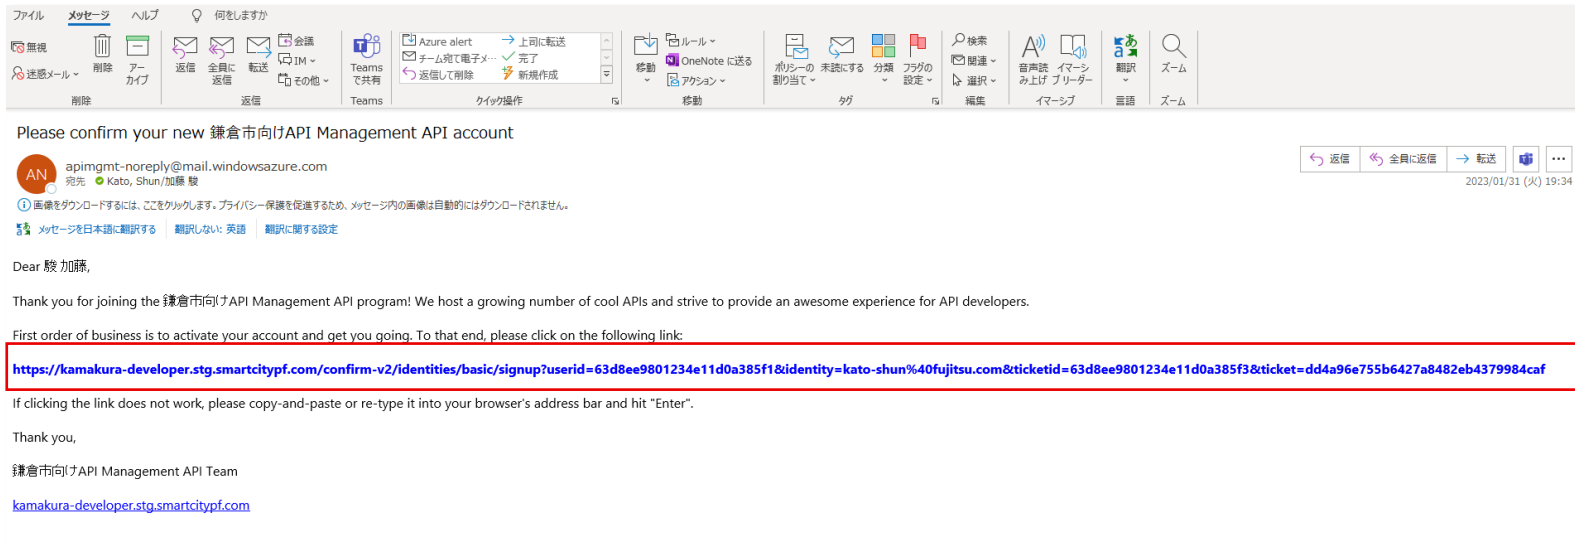 ファイル メッセージ ヘルプ 何をしますか
無視 迷惑メール 削除 アーカイブ 返信 全員に返信 転送 会議 IM その他 Teams で共有 Azure alert チーム宛て電子メ… 返信して削除 上司に転送 完了 新規作成 移動 ルール OneNote に送る アクション ポリシーの割り当て 未読にする 分類 フラグの設定 検索 関連 選択 音声読み上げ イマーシブ リーダー 翻訳 ズーム
削除 返信 Teams クイック操作 移動 タグ 編集 イマーシブ 言語 ズーム
Please confirm your new 鎌倉市向けAPI Management API account
AN apimgmt-noreply@mail.windowsazure.com 返信 全員に返信 転送
宛先 Kato, Shun/加藤 駿 2023/01/31 (火) 19:34
画像をダウンロードするには、ここをクリックします。プライバシー保護を促進するため、メッセージ内の画像は自動的にはダウンロードされません。
メッセージを日本語に翻訳する 翻訳しない: 英語 翻訳に関する設定
Dear 駿 加藤,
Thank you for joining the 鎌倉市向けAPI Management API program! We host a growing number of cool APIs and strive to provide an awesome experience for API developers.
First order of business is to activate your account and get you going. To that end, please click on the following link:
https://kamakura-developer.stg.smartcitypf.com/confirm-v2/identities/basic/signup?userid=63d8ee9801234e11d0a385f1&identity=kato-shun%40fujitsu.com&ticketid=63d8ee9801234e11d0a385f3&ticket=dd4a96e755b6427a8482eb4379984caf
If clicking the link does not work, please copy-and-paste or re-type it into your browser's address bar and hit "Enter".
Thank you,
鎌倉市向けAPI Management API Team
kamakura-developer.stg.smartcitypf.com